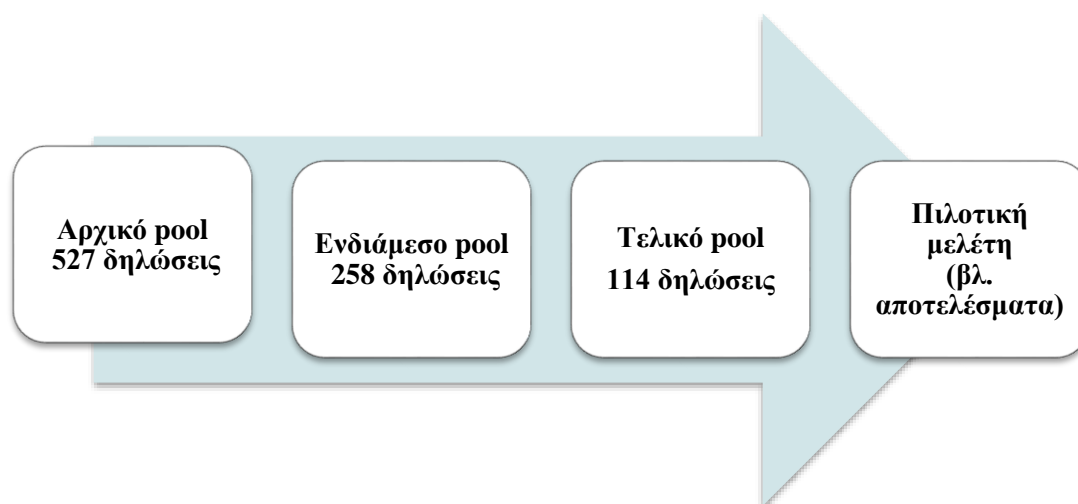 Αρχικό pool
527 δηλώσεις
Ενδιάμεσο pool
258 δηλώσεις
Τελικό pool
114 δηλώσεις
Πιλοτική
μελέτη
(βλ.
αποτελέσματα)